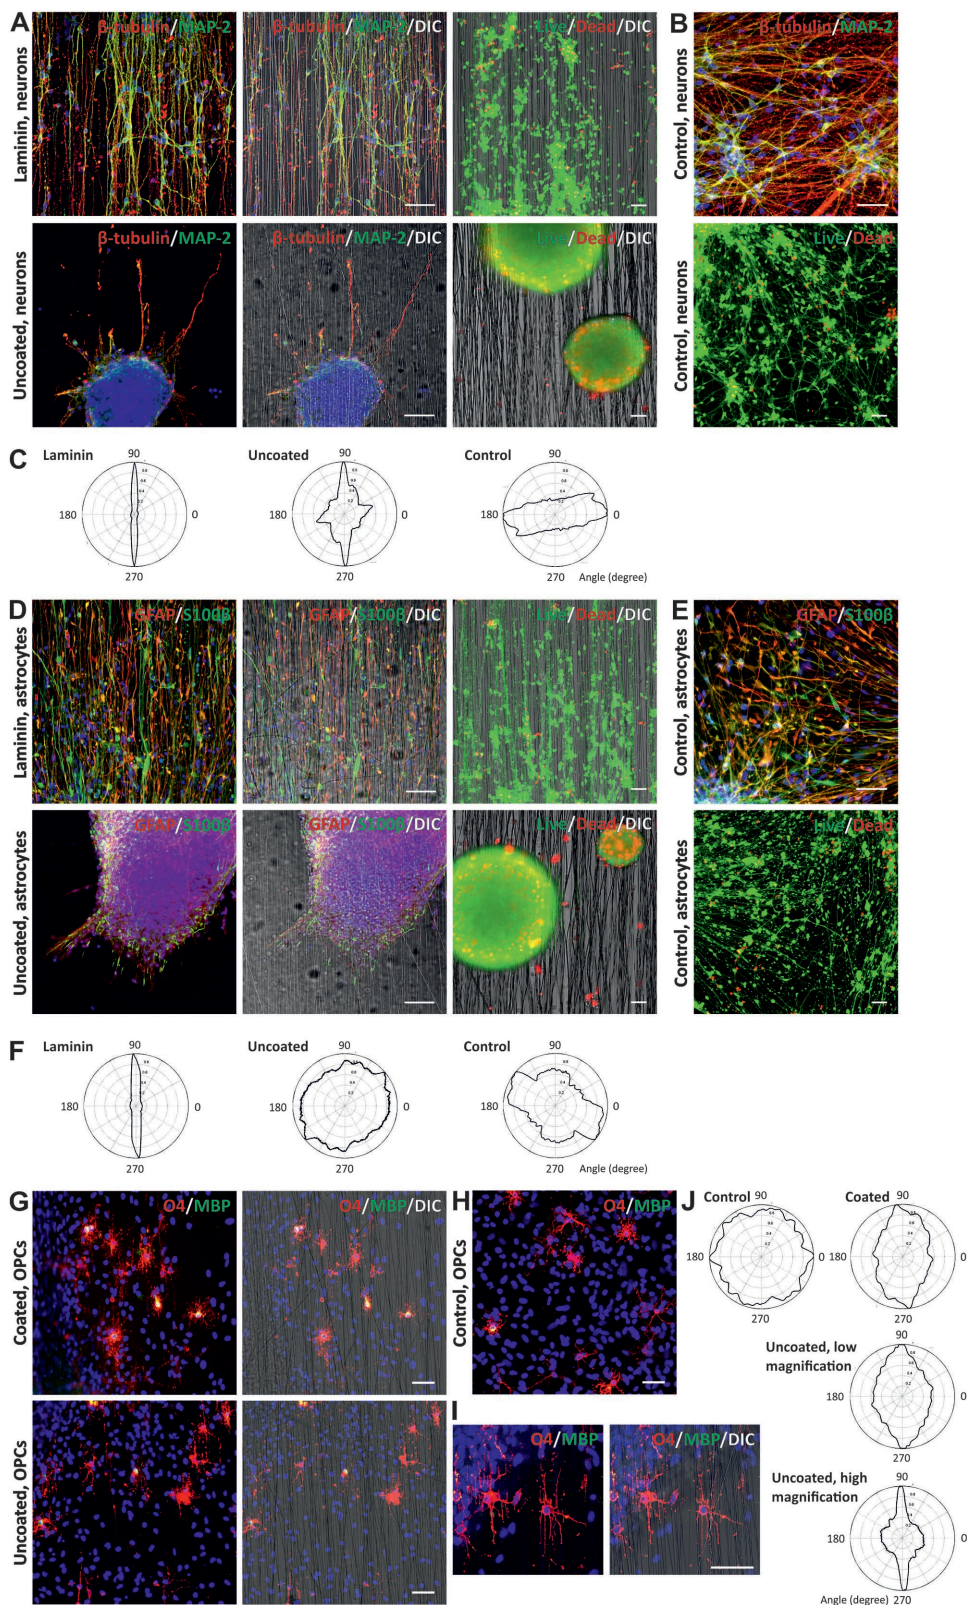 A
B
Laminin, neurons
β-tubulin/MAP-2
β-tubulin/MAP-2/DIC
Live/Dead/DIC
Control, neurons
β-tubulin/MAP-2
Uncoated, neurons
β-tubulin/MAP-2
β-tubulin/MAP-2/DIC
Live/Dead/DIC
Control, neurons
Live/Dead
C
Laminin
90
180
0
270
Uncoated
90
180
0
270
Control
90
180
0
270
Angle (degree)
D
E
Laminin, astrocytes
GFAP/S100β
GFAP/S100β/DIC
Live/Dead/DIC
Control, astrocytes
GFAP/S100β
Uncoated, astrocytes
GFAP/S100β
GFAP/S100β/DIC
Live/Dead/DIC
Control, astrocytes
Live/Dead
F
Laminin
90
180
0
270
Uncoated
90
180
0
270
Control
90
180
0
270
Angle (degree)
G
Coated, OPCs
O4/MBP
O4/MBP/DIC
H
Control, OPCs
O4/MBP
Uncoated, OPCs
I
O4/MBP
O4/MBP/DIC
J
Control
90
180
0
270
Coated
90
180
0
270
Uncoated, low
magnification
90
180
0
270
Uncoated, high
magnification
90
180
0
270
Angle (degree)